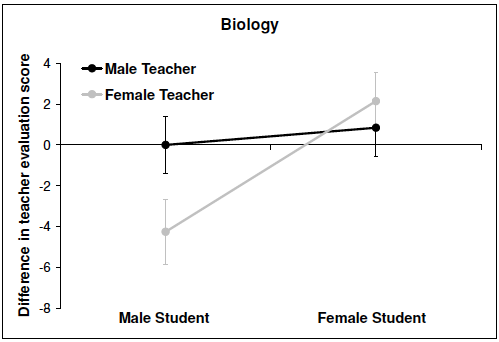 Biology
Difference in teacher evaluation score
4
2
0
-2
-4
-6
-8
Male Teacher
Female Teacher
Male Student
Female Student